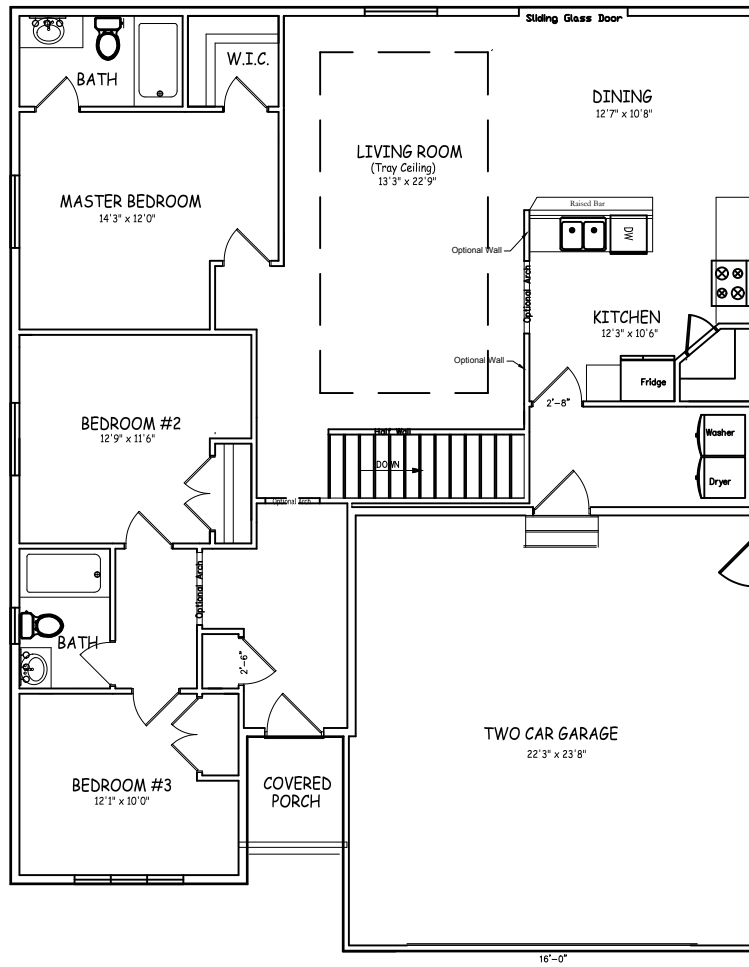 Sliding Glass Door
BATH
W.I.C.
DINING
12'7" x 10'8"
LIVING ROOM
(Tray Ceiling)
13'3" x 22'9"
MASTER BEDROOM
14'3" x 12'0"
Raised Bar
DW
Optional Wall
Optional Arch
KITCHEN
12'3" x 10'6"
Optional Wall
Fridge
2'-8"
BEDROOM #2
12'9" x 11'6"
Half Wall
DOWN
Washer
Dryer
Optional Arch
Optional Arch
BATH
2'-6"
TWO CAR GARAGE
22'3" x 23'8"
BEDROOM #3
12'1" x 10'0"
COVERED
PORCH
16'-0"